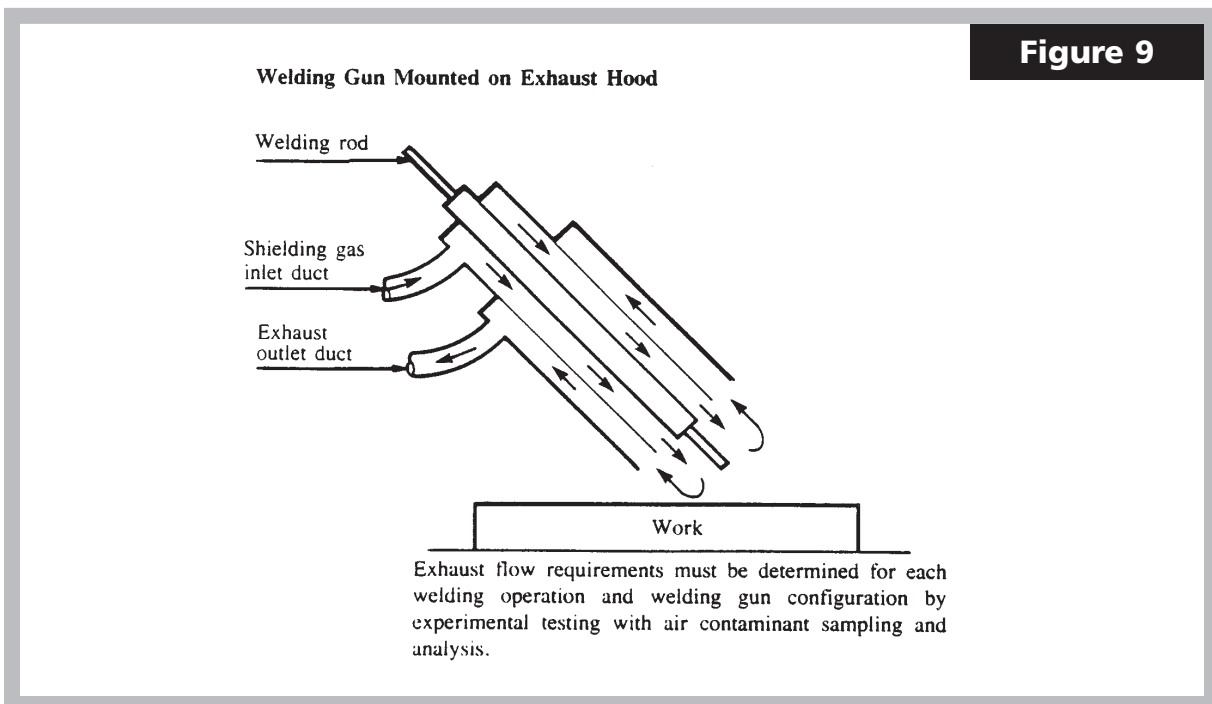 Figure 9
Welding Gun Mounted on Exhaust Hood
Welding rod
Shielding gas
inlet duct
Exhaust
outlet duct
Work
Exhaust flow requirements must be determined for each
welding operation and welding gun configuration by
experimental testing with air contaminant sampling and
analysis.